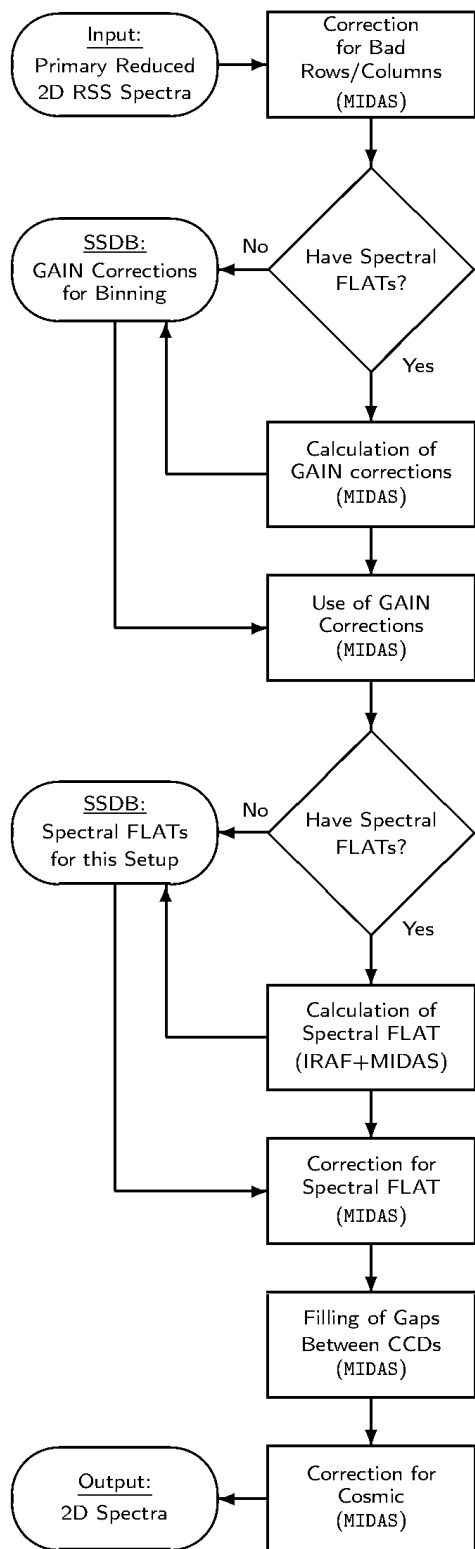 Input:
Primary Reduced
2D RSS Spectra
Correction
for Bad
Rows/Columns
(MIDAS)
Have Spectral
FLATs?
No
SSDB:
GAIN Corrections
for Binning
Yes
Calculation of
GAIN corrections
(MIDAS)
Use of GAIN
Corrections
(MIDAS)
Have Spectral
FLATs?
No
SSDB:
Spectral FLATs
for this Setup
Yes
Calculation of
Spectral FLAT
(IRAF+MIDAS)
Correction for
Spectral FLAT
(MIDAS)
Filling of Gaps
Between CCDs
(MIDAS)
Correction for
Cosmic
(MIDAS)
Output:
2D Spectra